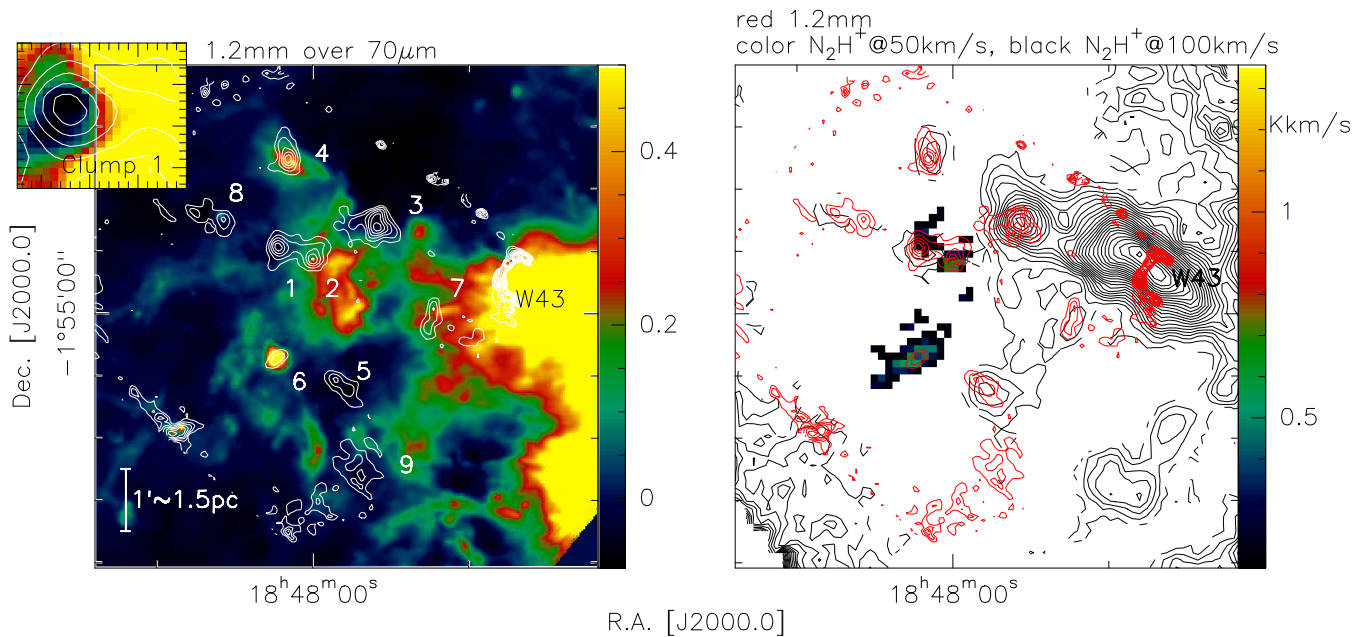 red 1.2mm
1.2mm over 70μm
color N₂H⁺@50km/s, black N₂H⁺@100km/s
Clump 1
Kkm/s
4
0.4
8
3
1
1
2
7
W43
W43
0.2
6
5
0.5
9
1'~1.5pc
0
Dec. [J2000.0]
−1°55'00"
18ʰ48ᵐ00ˢ
18ʰ48ᵐ00ˢ
R.A. [J2000.0]